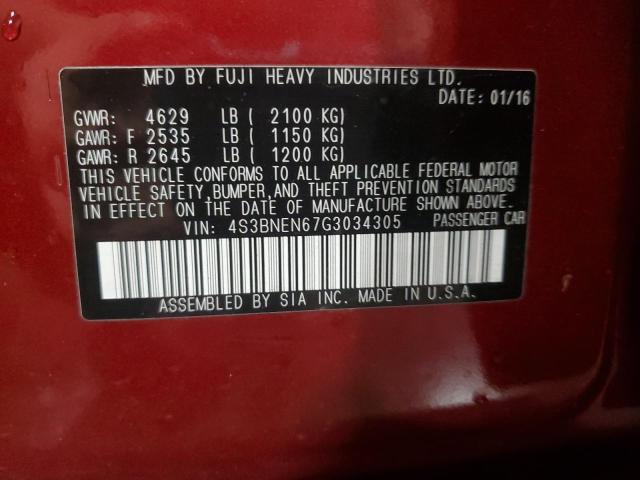 MFD BY FUJI HEAVY INDUSTRIES LTD.
DATE: 01/16
GVWR: 4629 LB ( 2100 KG)
GAWR: F 2535 LB ( 1150 KG)
GAWR: R 2645 LB ( 1200 KG)
THIS VEHICLE CONFORMS TO ALL APPLICABLE FEDERAL MOTOR
VEHICLE SAFETY, BUMPER, AND THEFT PREVENTION STANDARDS
IN EFFECT ON THE DATE OF MANUFACTURE SHOWN ABOVE.
VIN: 4S3BNEN67G3034305 PASSENGER CAR
ASSEMBLED BY SIA INC. MADE IN U.S.A.